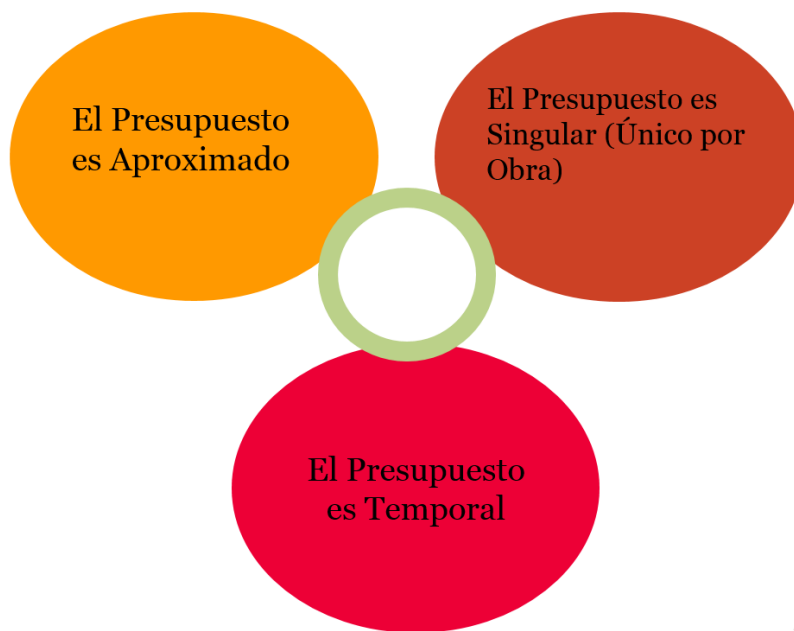 El Presupuesto
es Aproximado
El Presupuesto es
Singular (Único por
Obra)
El Presupuesto
es Temporal